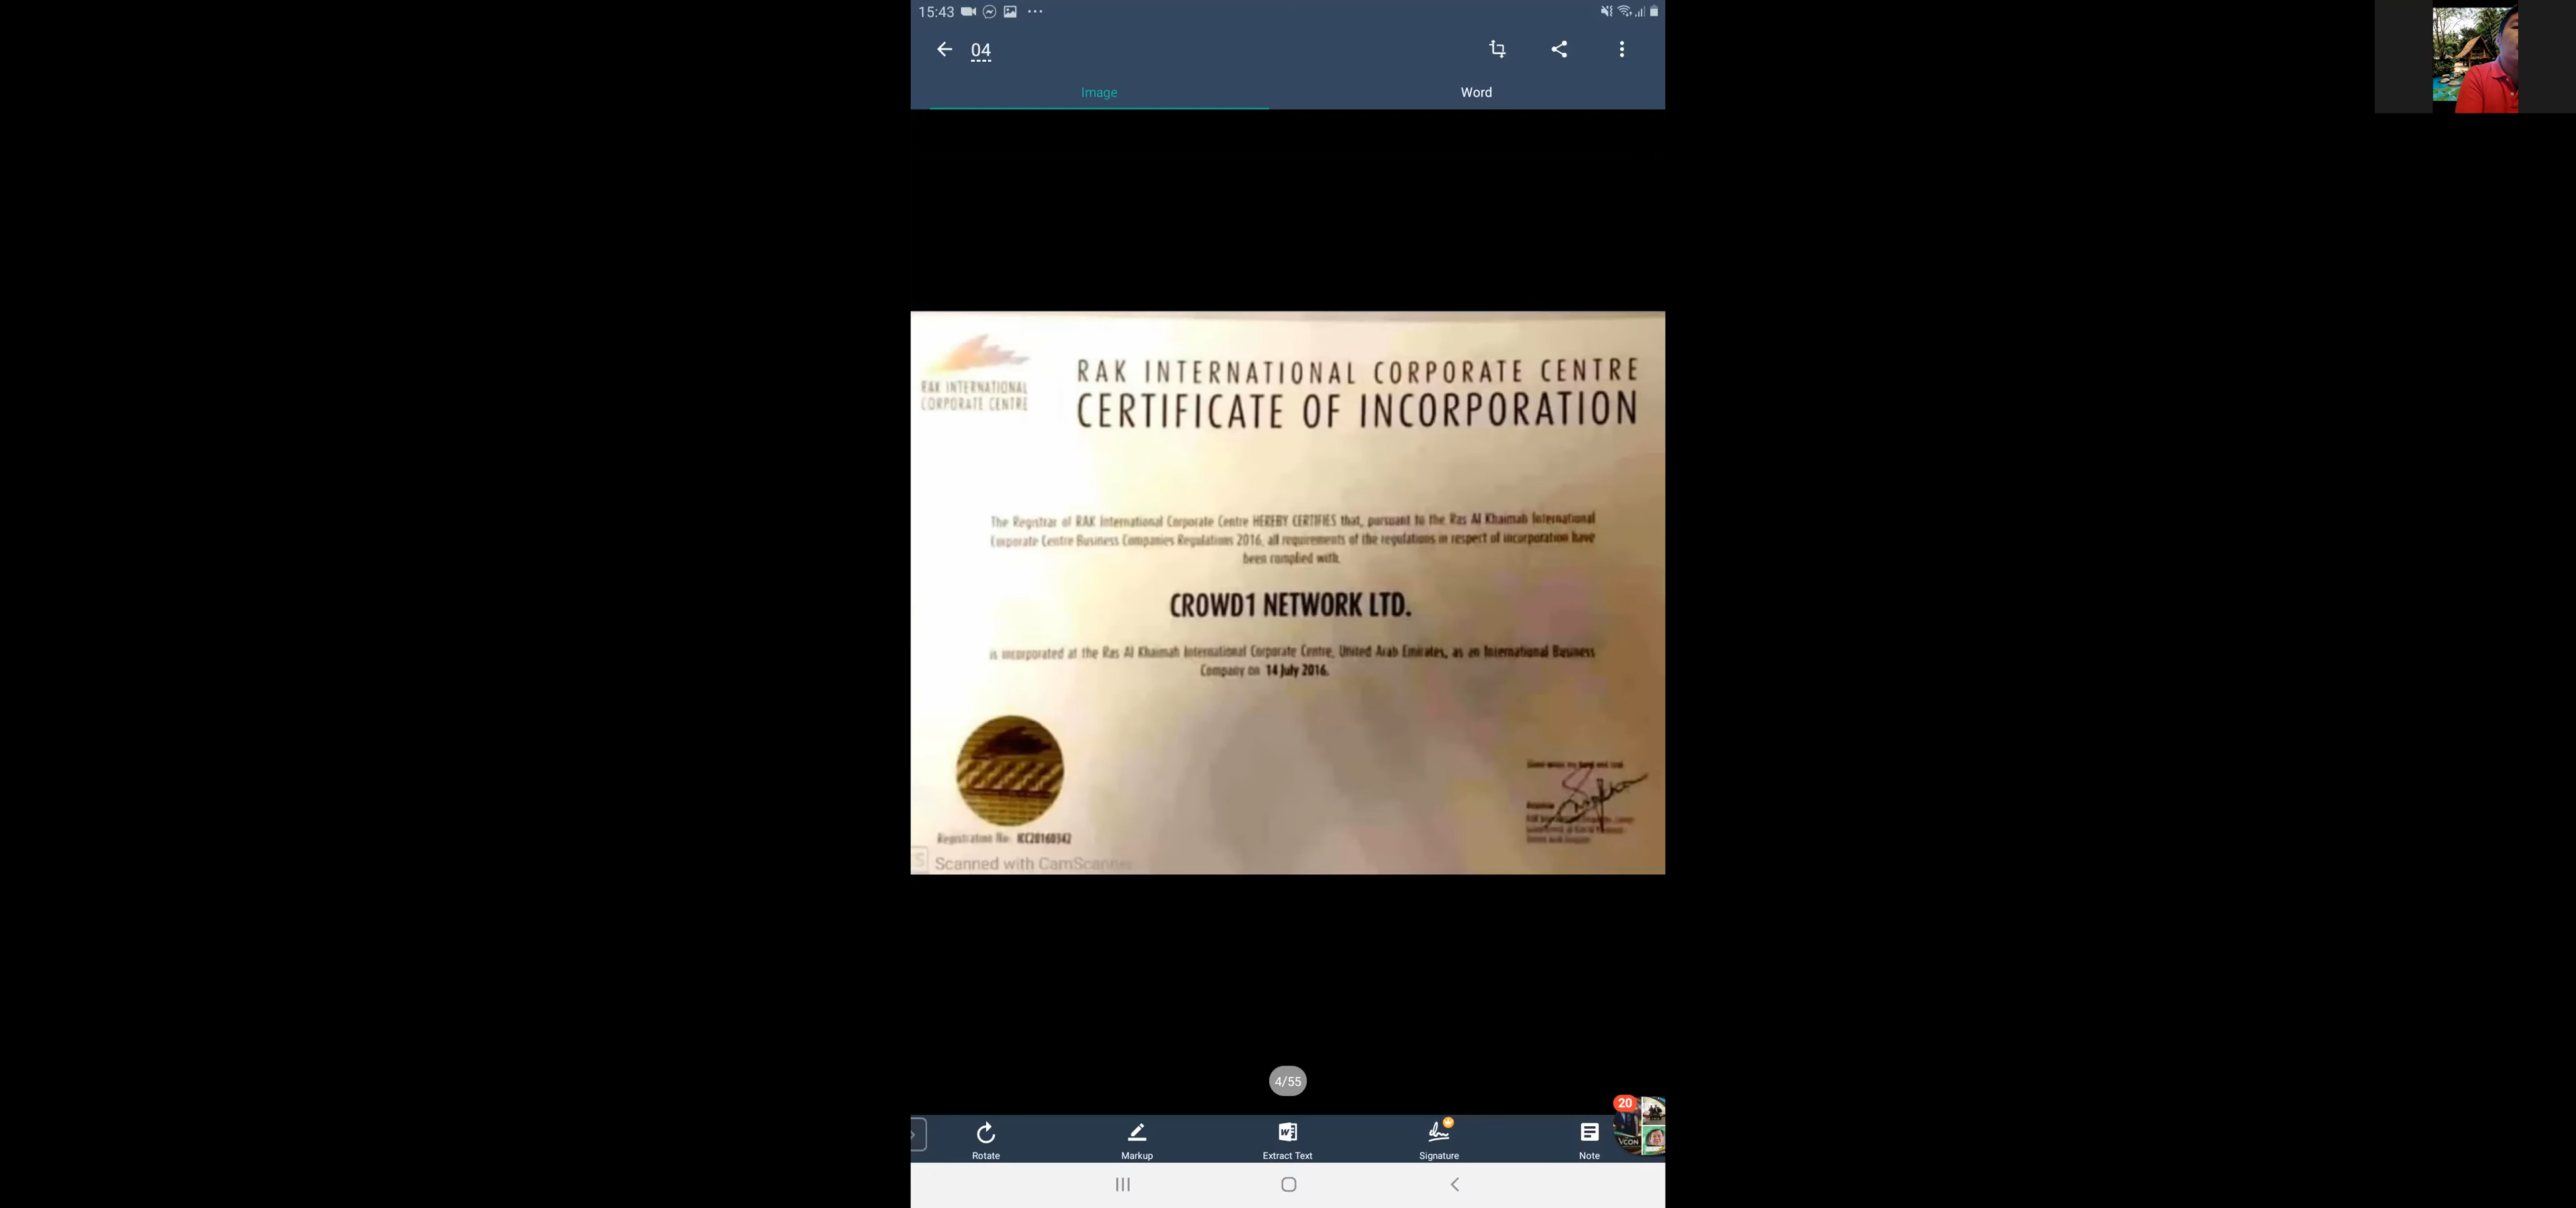 15:43
04
Image
Word
RAK INTERNATIONAL
CORPORATE CENTRE
RAK INTERNATIONAL CORPORATE CENTRE
CERTIFICATE OF INCORPORATION
The Registrar of RAK International Corporate Centre HEREBY CERTIFIES that, pursuant to the Ras Al Khaimah International
Corporate Centre Business Companies Regulations 2016, all requirements of the regulations in respect of incorporation have
been complied with.
CROWD1 NETWORK LTD.
is incorporated at the Ras Al Khaimah International Corporate Centre, United Arab Emirates, as an International Business
Company on 14 July 2016.
Registration No: ICC20160342
Scanned with CamScanner
4/55
20
VCON
Rotate
Markup
Extract Text
Signature
Note